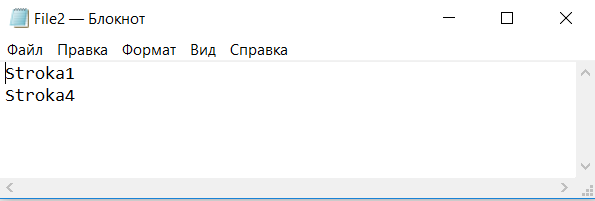 File2 — Блокнот
Файл Правка Формат Вид Справка
Stroka1
Stroka4